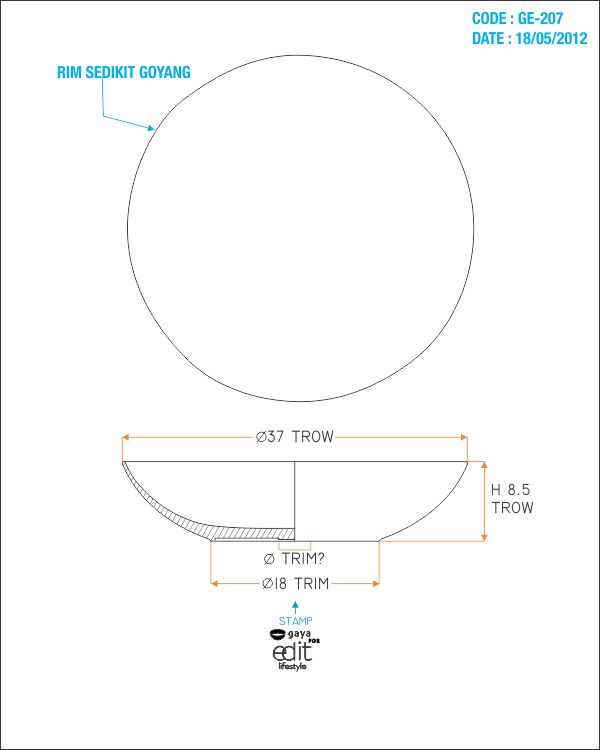 CODE : GE-207
DATE : 18/05/2012
RIM SEDIKIT GOYANG
Ø37 TROW
H 8.5
TROW
Ø TRIM?
Ø18 TRIM
STAMP
gaya
FOR
edit
lifestyle